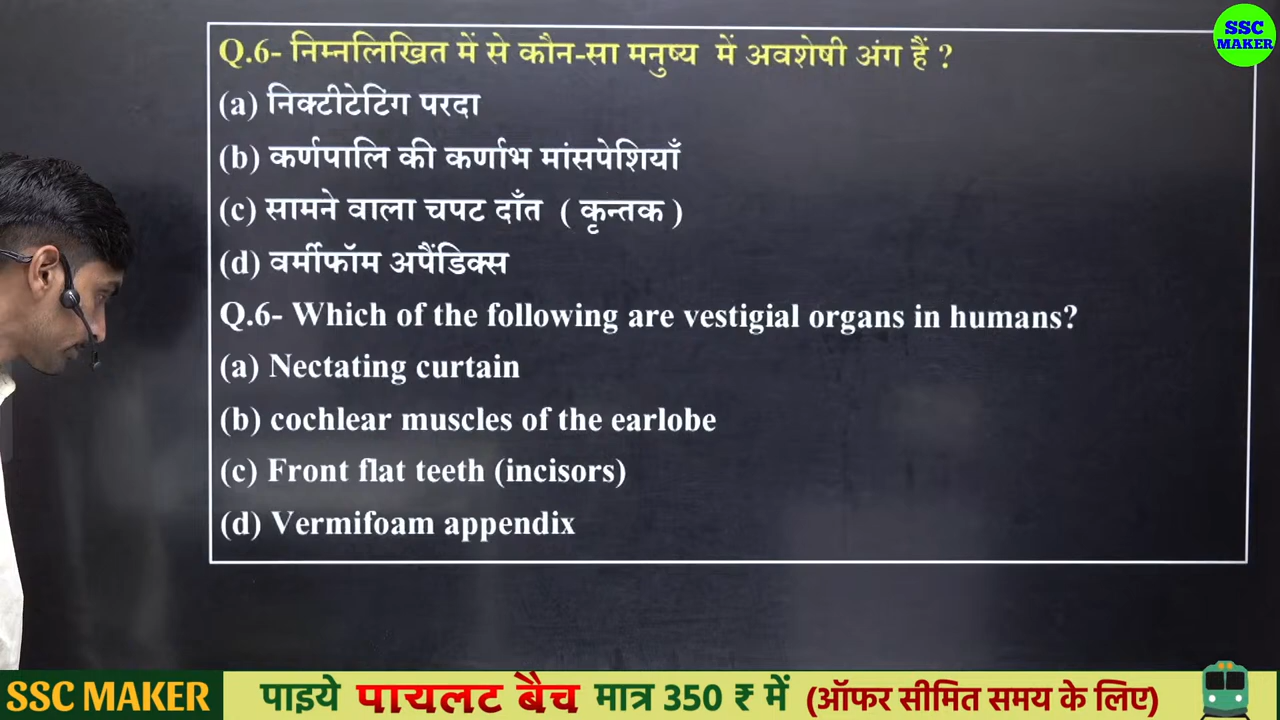 SSC
MAKER
Q.6- निम्नलिखित में से कौन-सा मनुष्य में अवशेषी अंग हैं ?
(a) निक्टीटेटिंग परदा
(b) कर्णपालि की कर्णाभ मांसपेशियाँ
(c) सामने वाला चपट दाँत ( कृन्तक )
(d) वर्मीफॉम अपैंडिक्स
Q.6- Which of the following are vestigial organs in humans?
(a) Nectating curtain
(b) cochlear muscles of the earlobe
(c) Front flat teeth (incisors)
(d) Vermifoam appendix
SSC MAKER पाइये पायलट बैच मात्र 350 ₹ में (ऑफर सीमित समय के लिए)